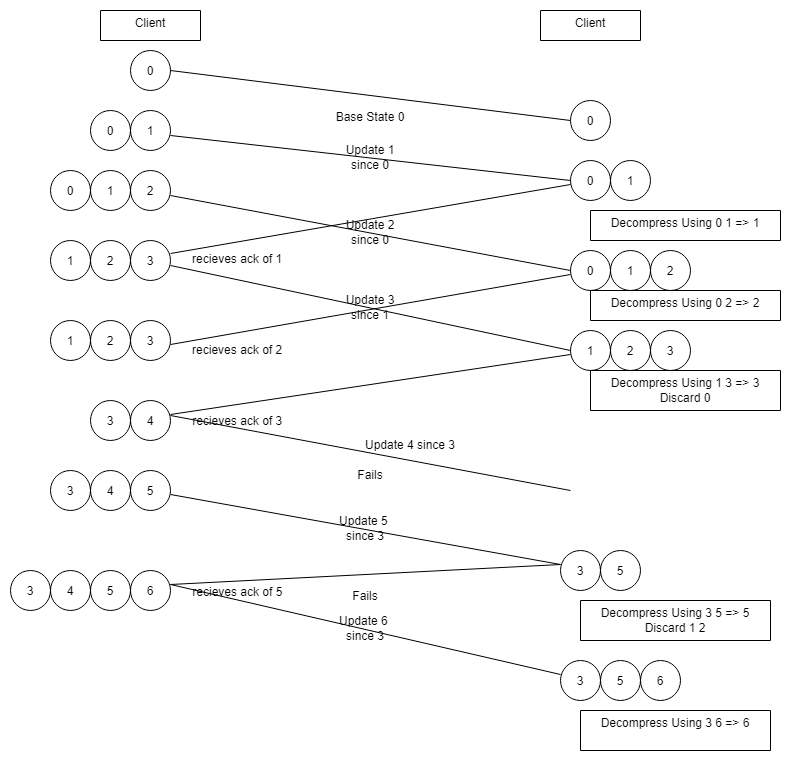 Client
Client
0
Base State 0
0
0 1
Update 1
since 0
0 1
0 1 2
Decompress Using 0 1 => 1
Update 2
since 0
1 2 3
recieves ack of 1
0 1 2
Update 3
since 1
Decompress Using 0 2 => 2
1 2 3
recieves ack of 2
1 2 3
Decompress Using 1 3 => 3
Discard 0
3 4
recieves ack of 3
Update 4 since 3
Fails
3 4 5
Update 5
since 3
3 5
3 4 5 6
recieves ack of 5
Fails
Decompress Using 3 5 => 5
Discard 1 2
Update 6
since 3
3 5 6
Decompress Using 3 6 => 6